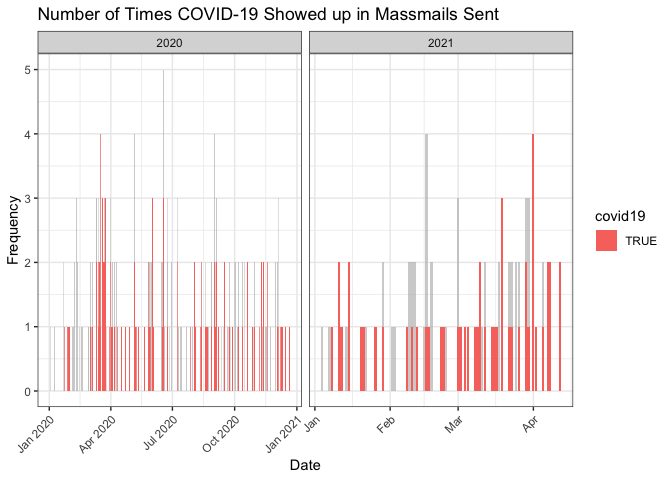 Number of Times COVID-19 Showed up in Massmails Sent
2020
2021
5
4
3
2
1
0
Frequency
Jan 2020
Apr 2020
Jul 2020
Oct 2020
Jan 2021
Jan
Feb
Mar
Apr
Date
covid19
TRUE